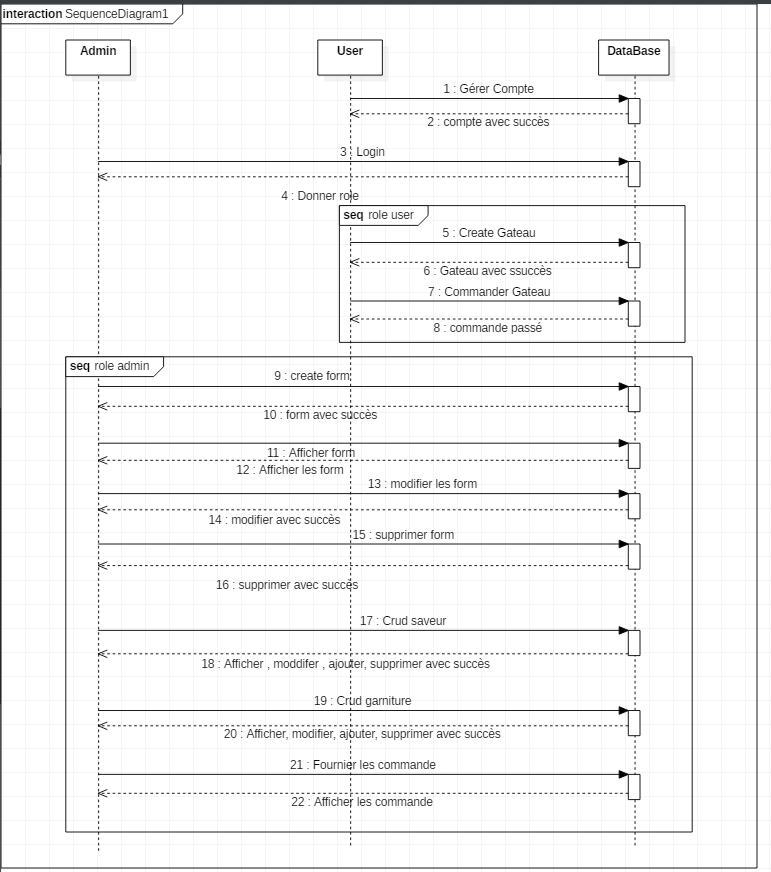 interaction SequenceDiagram1
Admin
User
DataBase
1 : Gérer Compte
2 : compte avec succès
3 : Login
4 : Donner role
seq role user
5 : Create Gateau
6 : Gateau avec ssuccès
7 : Commander Gateau
8 : commande passé
seq role admin
9 : create form
10 : form avec succès
11 : Afficher form
12 : Afficher les form
13 : modifier les form
14 : modifier avec succès
15 : supprimer form
16 : supprimer avec succès
17 : Crud saveur
18 : Afficher , moddifer , ajouter, supprimer avec succès
19 : Crud garniture
20 : Afficher, modifier, ajouter, supprimer avec succès
21 : Fournier les commande
22 : Afficher les commande